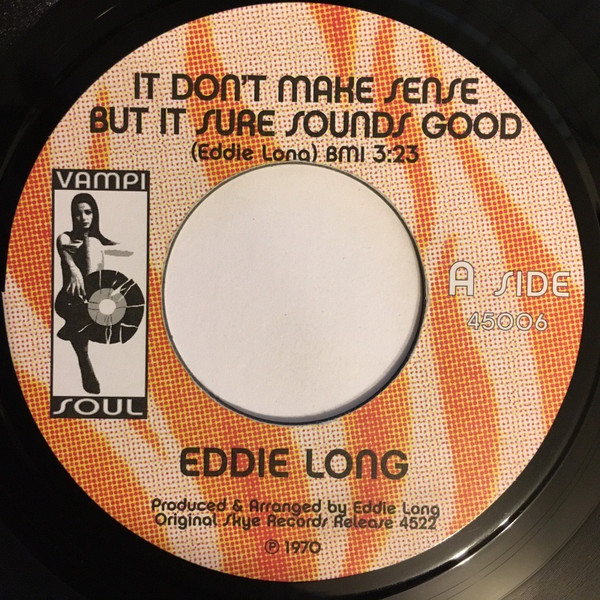 IT DON'T MAKE SENSE
BUT IT SURE SOUNDS GOOD
(Eddie Long) BMI 3:23
VAMPI
SOUL
A SIDE
45006
EDDIE LONG
Produced & Arranged by Eddie Long
Original Skye Records Release 4522
℗ 1970